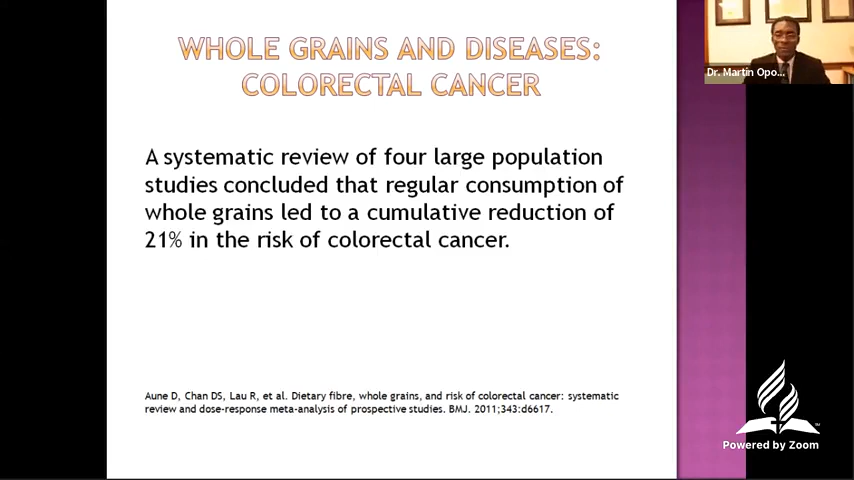 WHOLE GRAINS AND DISEASES:
COLORECTAL CANCER
A systematic review of four large population
studies concluded that regular consumption of
whole grains led to a cumulative reduction of
21% in the risk of colorectal cancer.
Aune D, Chan DS, Lau R, et al. Dietary fibre, whole grains, and risk of colorectal cancer: systematic
review and dose-response meta-analysis of prospective studies. BMJ. 2011;343:d6617.
Dr. Martin Opo...
Powered by Zoom